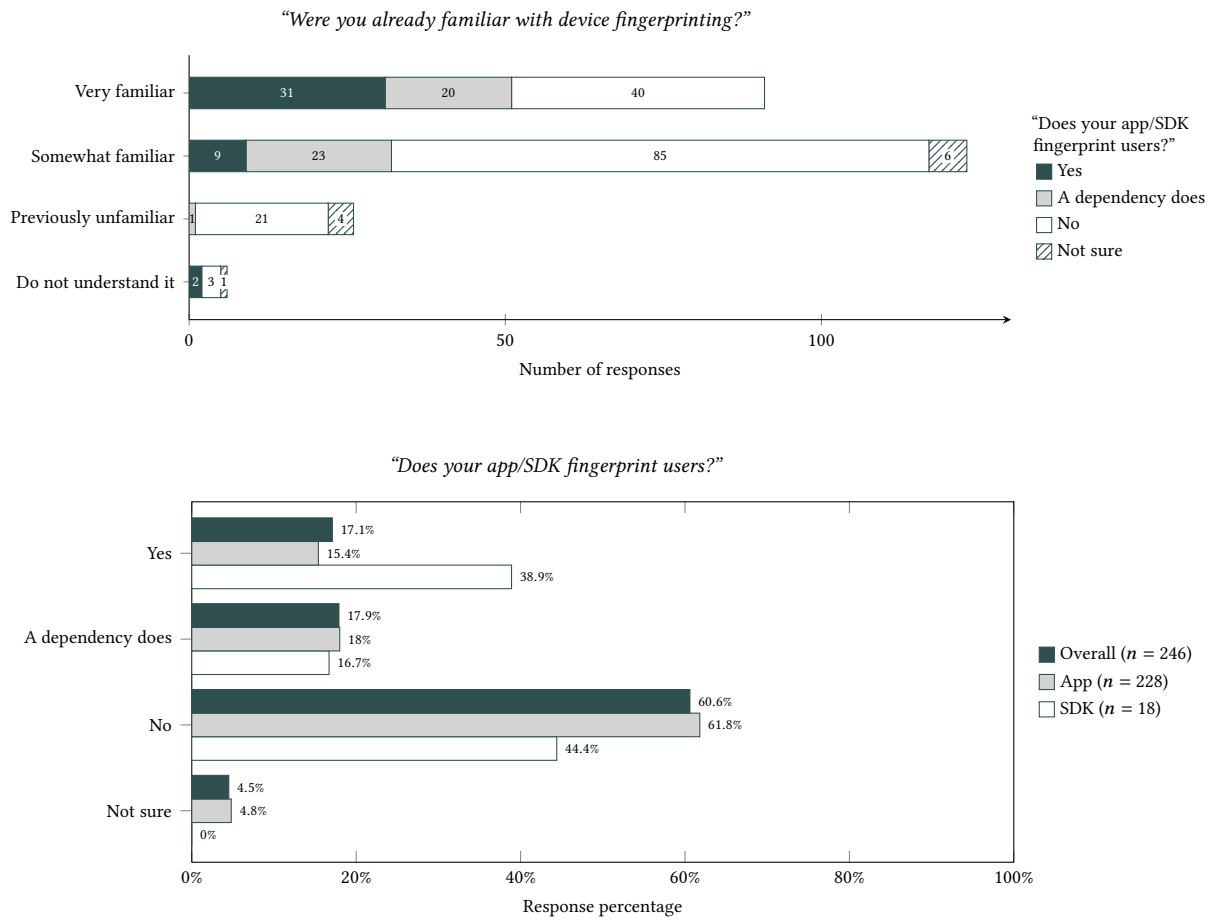 “Were you already familiar with device fingerprinting?”
Very familiar
31
20
40
Somewhat familiar
9
23
85
6
Previously unfamiliar
1
21
4
Do not understand it
2
3
1
0
50
100
Number of responses
“Does your app/SDK
fingerprint users?”
Yes
A dependency does
No
Not sure
“Does your app/SDK fingerprint users?”
Yes
17.1%
15.4%
38.9%
A dependency does
17.9%
18%
16.7%
No
60.6%
61.8%
44.4%
Not sure
4.5%
4.8%
0%
0%
20%
40%
60%
80%
100%
Response percentage
Overall (n = 246)
App (n = 228)
SDK (n = 18)